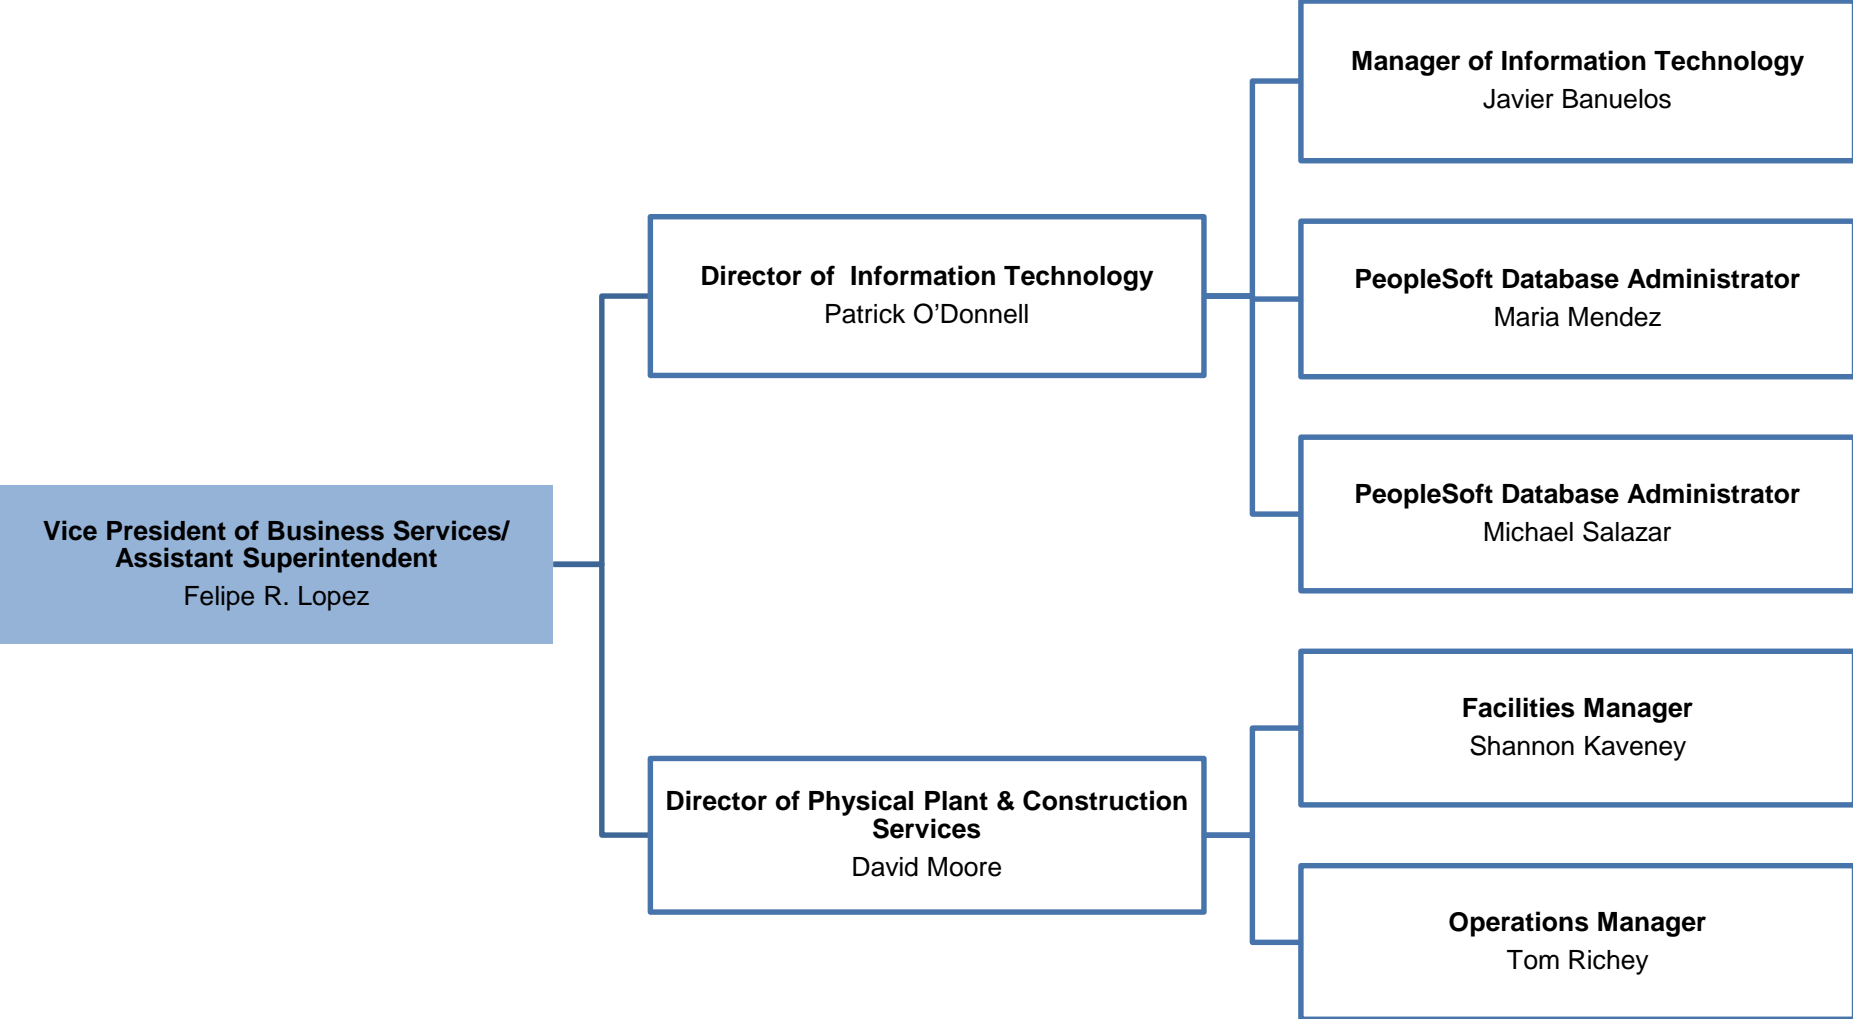 Manager of Information Technology
Javier Banuelos
Director of Information Technology
Patrick O’Donnell
PeopleSoft Database Administrator
Maria Mendez
PeopleSoft Database Administrator
Michael Salazar
Vice President of Business Services/
Assistant Superintendent
Felipe R. Lopez
Facilities Manager
Shannon Kaveney
Director of Physical Plant & Construction
Services
David Moore
Operations Manager
Tom Richey